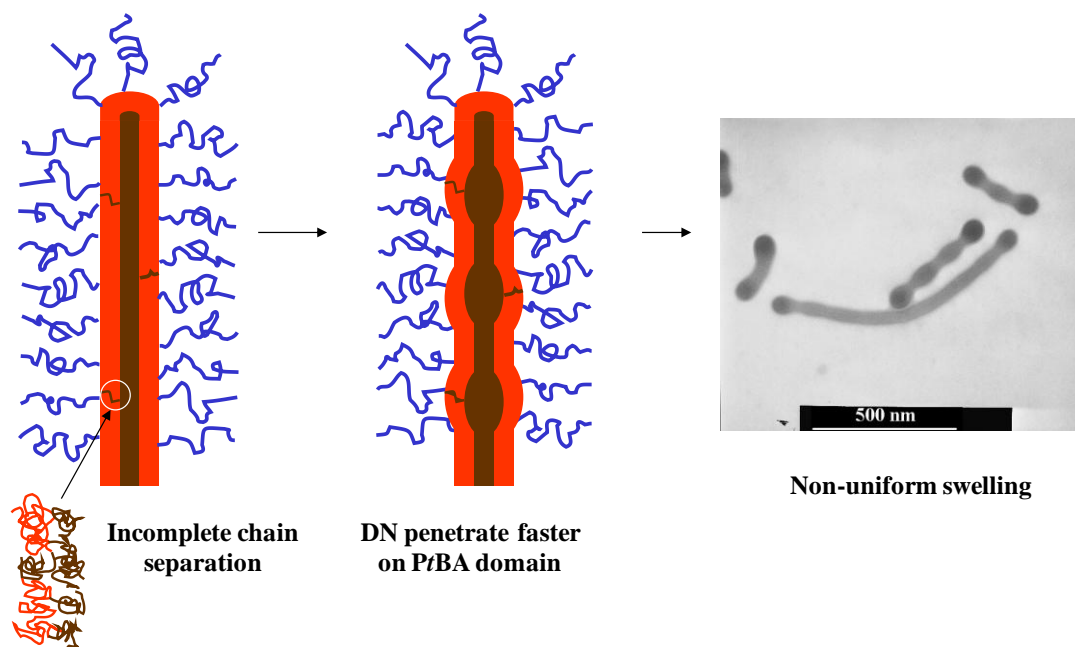 500 nm
Non-uniform swelling
Incomplete chain
separation
DN penetrate faster
on PtBA domain